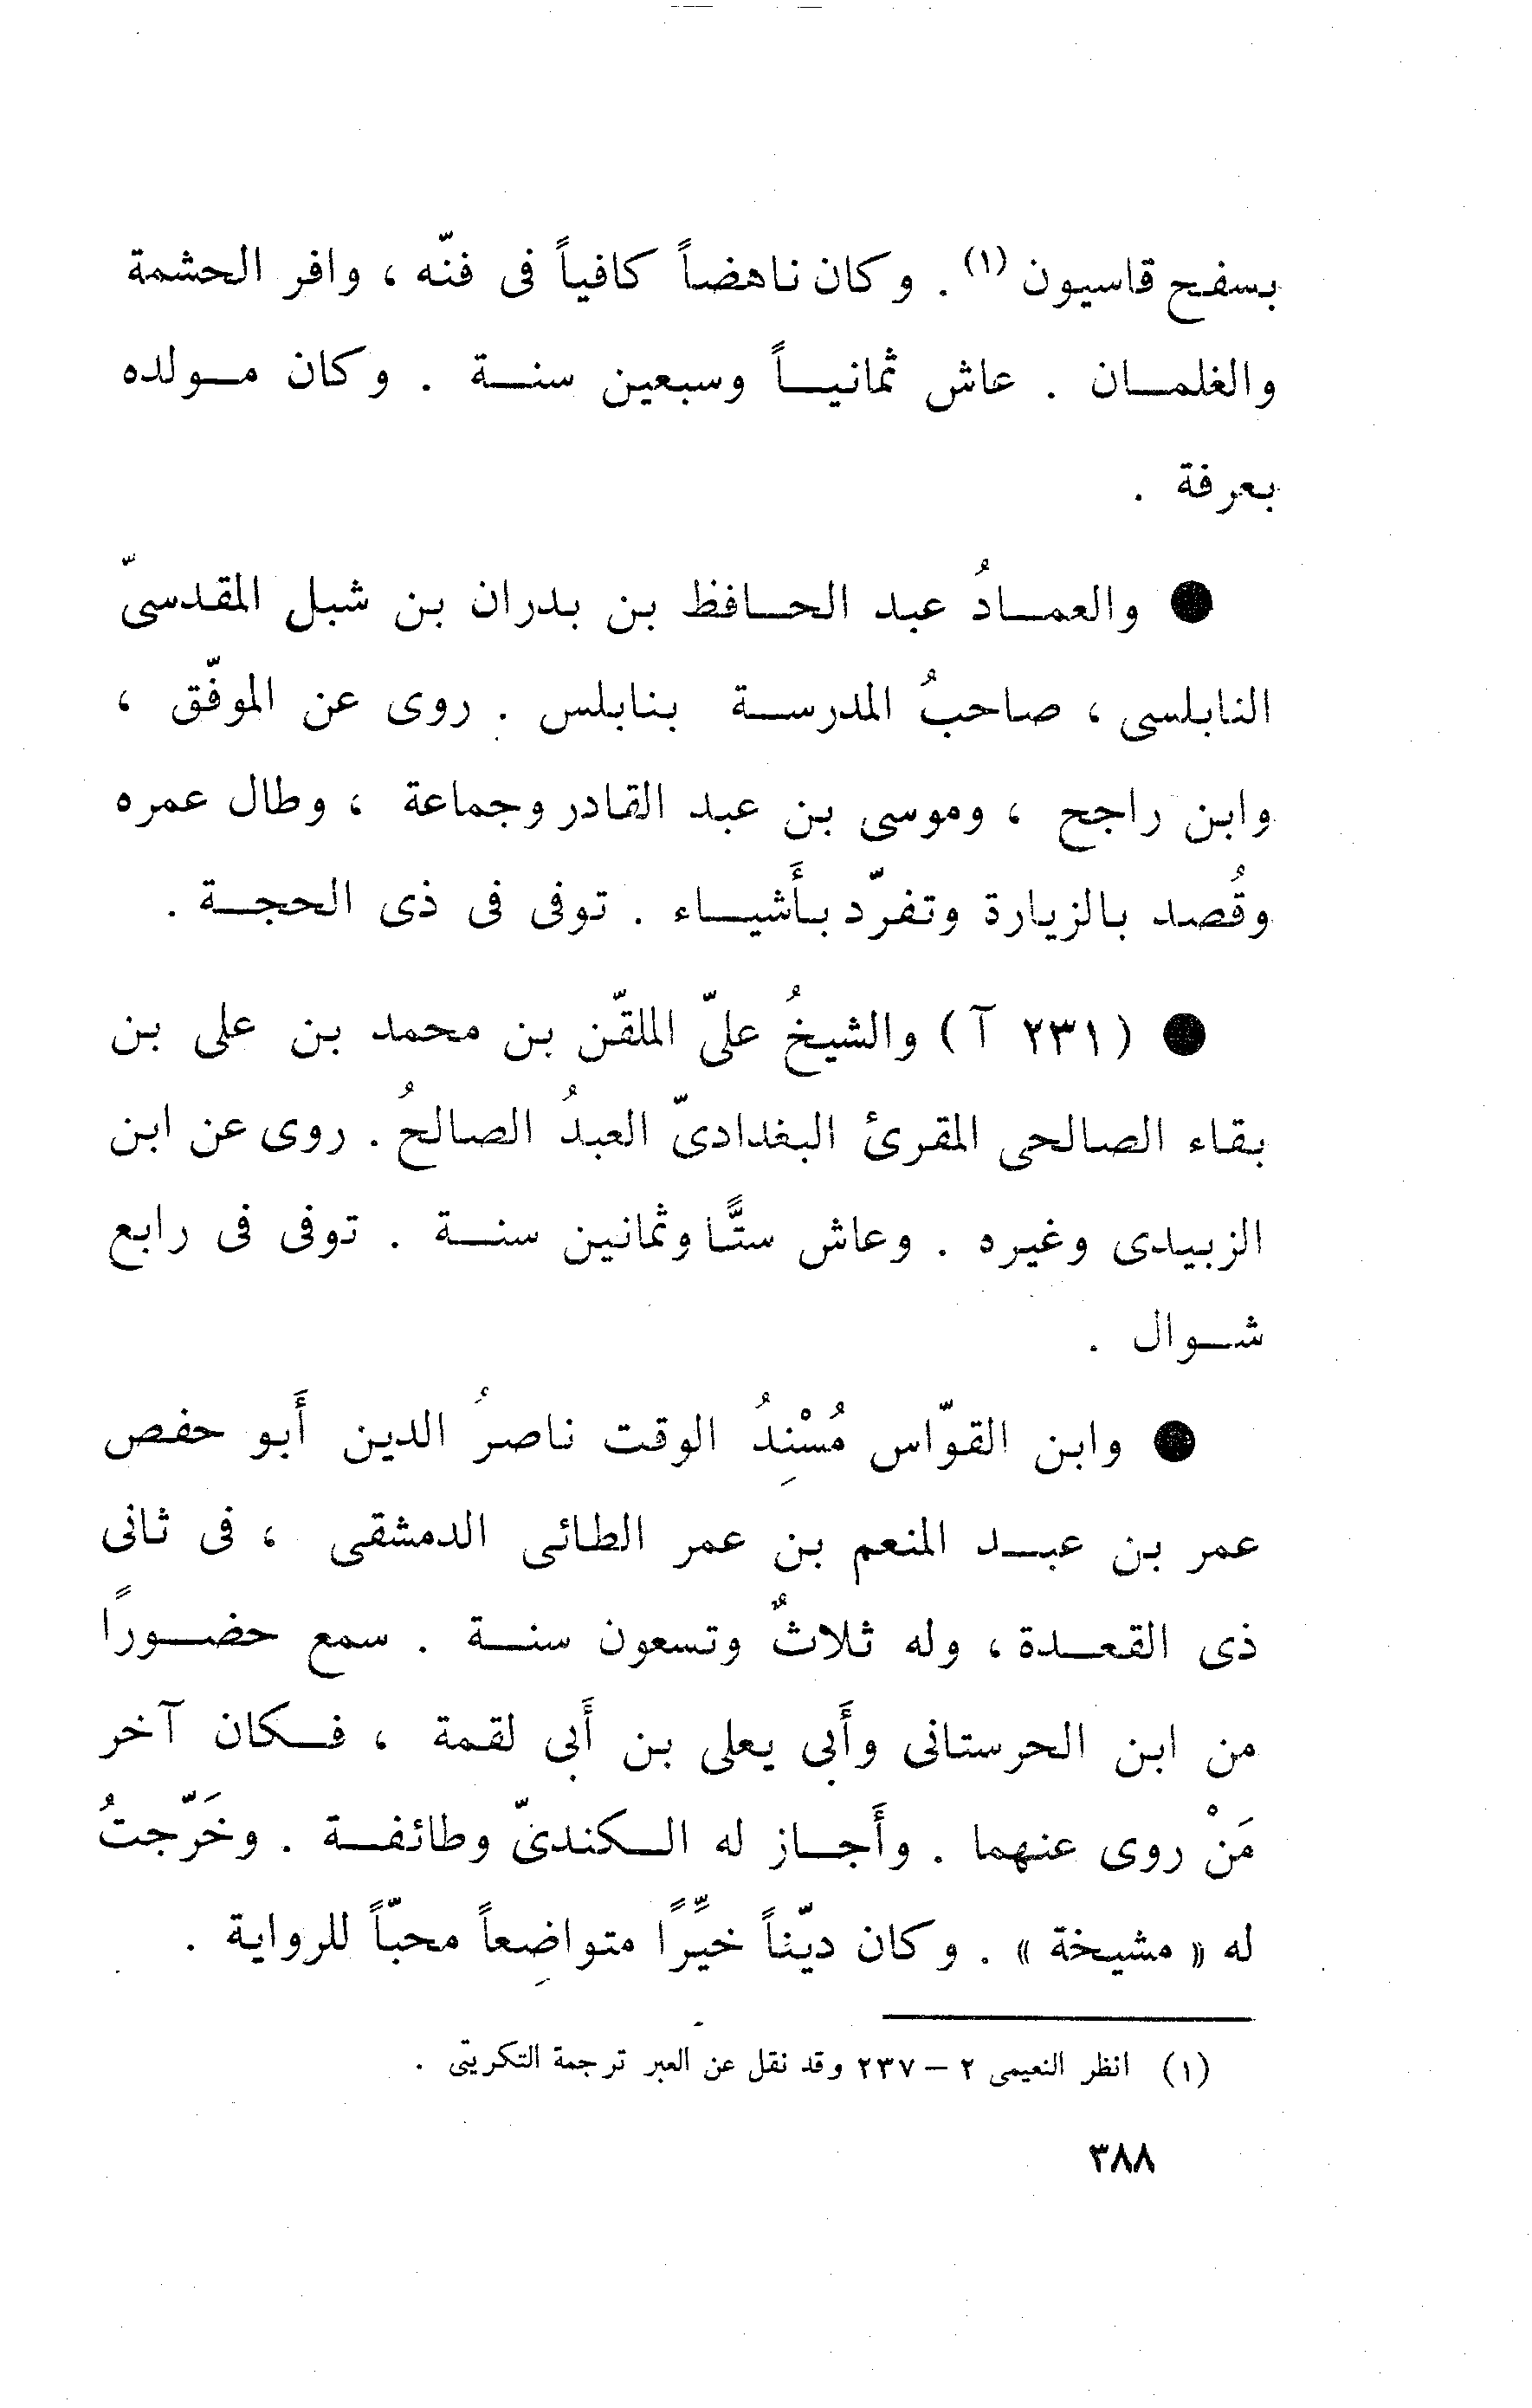 بسفح قاسيون (١) . وكان ناهضاً كافياً فى فنّه ، وافر الحشمة
والغلمان . عاش ثمانياً وسبعين سنة . وكان مولده
بعرفة .
● والعمادُ عبد الحافظ بن بدران بن شبل المقدسىّ
النابلسى ، صاحبُ المدرسة بنابلس . روى عن الموفّق ،
وابن راجح ، وموسى بن عبد القادر وجماعة ، وطال عمره
وقُصد بالزيارة وتفرّد بأَشياء . توفى فى ذى الحجة .
● (٢٣١ آ) والشيخُ علىّ الملقّن بن محمد بن على بن
بقاء الصالحى المقرئ البغدادىّ العبدُ الصالحُ . روى عن ابن
الزبيدى وغيره . وعاش ستًّا وثمانين سنة . توفى فى رابع
شوال .
● وابن القوّاس مُسْنِدُ الوقت ناصرُ الدين أَبو حفص
عمر بن عبد المنعم بن عمر الطائى الدمشقى ، فى ثانى
ذى القعدة ، وله ثلاثٌ وتسعون سنة . سمع حضورًا
من ابن الحرستانى وأَبى يعلى بن أَبى لقمة ، فكان آخر
مَنْ روى عنهما . وأَجاز له الكندىّ وطائفة . وخَرّجتُ
له « مشيخة » . وكان ديّناً خيِّرًا متواضِعاً محبّاً للرواية .
(١) انظر النعيمى ٢ – ٢٣٧ وقد نقل عن العبر ترجمة التكريتى .
٣٨٨